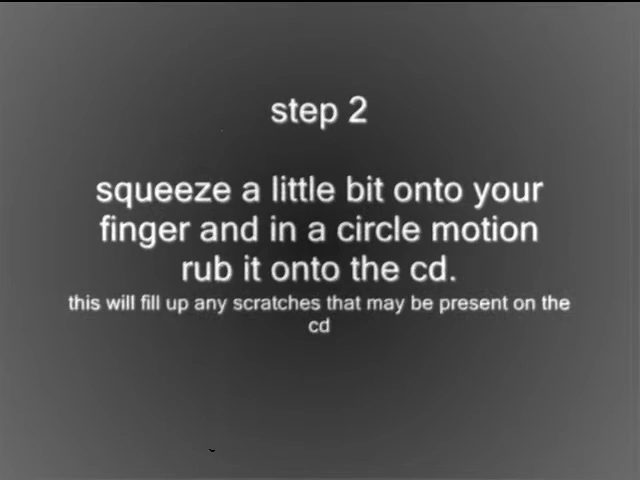 step 2
squeeze a little bit onto your
finger and in a circle motion
rub it onto the cd.
this will fill up any scratches that may be present on the
cd